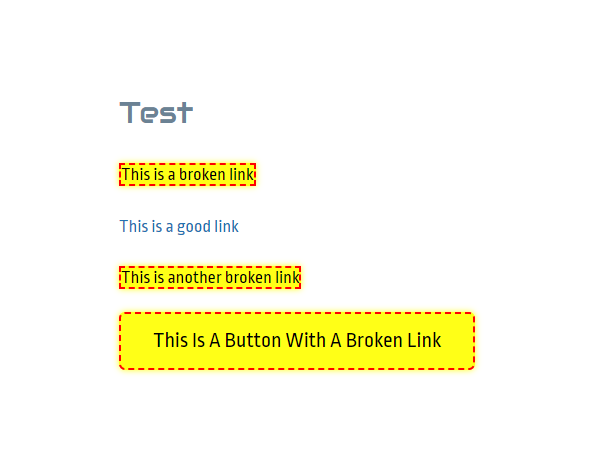 Test
This is a broken link
This is a good link
This is another broken link
This Is A Button With A Broken Link